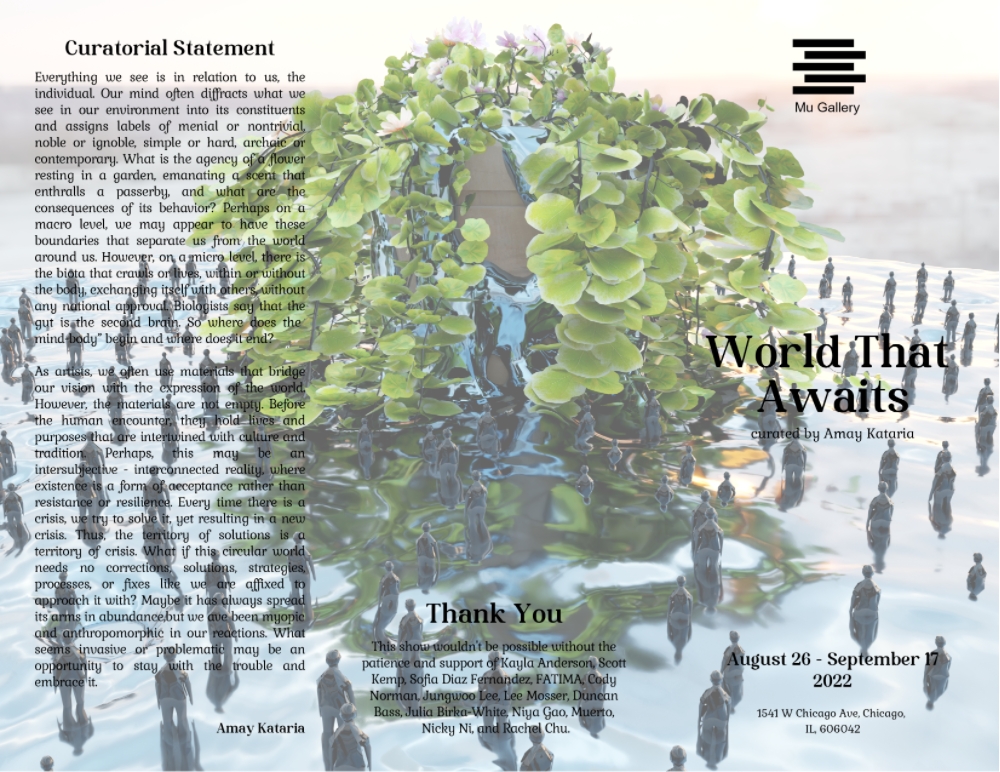 Curatorial Statement
Everything we see is in relation to us, the
individual. Our mind often diffracts what we
see in our environment into its constituents
and assigns labels of menial or nontrivial,
noble or ignoble, simple or hard, archaic or
contemporary. What is the agency of a flower
resting in a garden, emanating a scent that
enthralls a passerby, and what are the
consequences of its behavior? Perhaps on a
macro level, we may appear to have these
boundaries that separate us from the world
around us. However, on a micro level, there is
the biota that crawls or lives, within or without
the body, exchanging itself with others, without
any national approval. Biologists say that the
gut is the second brain. So where does the
mind-body" begin and where does it end?
As artists, we often use materials that bridge
our vision with the expression of the world.
However, the materials are not empty. Before
the human encounter, they hold lives and
purposes that are intertwined with culture and
tradition. Perhaps, this may be an
intersubjective - interconnected reality, where
existence is a form of acceptance rather than
resistance or resilience. Every time there is a
crisis, we try to solve it, yet resulting in a new
crisis. Thus, the territory of solutions is a
territory of crisis. What if this circular world
needs no corrections, solutions, strategies,
processes, or fixes like we are affixed to
approach it with? Maybe it has always spread
its arms in abundance,but we ave been myopic
and anthropomorphic in our reactions. What
seems invasive or problematic may be an
opportunity to stay with the trouble and
embrace it.
Amay Kataria
Thank You
This show wouldn't be possible without the
patience and support of Kayla Anderson, Scott
Kemp, Sofia Diaz Fernandez, FATIMA, Cody
Norman, Jungwoo Lee, Lee Mosser, Duncan
Bass, Julia Birka-White, Niya Gao, Muerto,
Nicky Ni, and Rachel Chu.
Mu Gallery
World That
Awaits
curated by Amay Kataria
August 26 - September 17
2022
1541 W Chicago Ave, Chicago,
IL, 606042